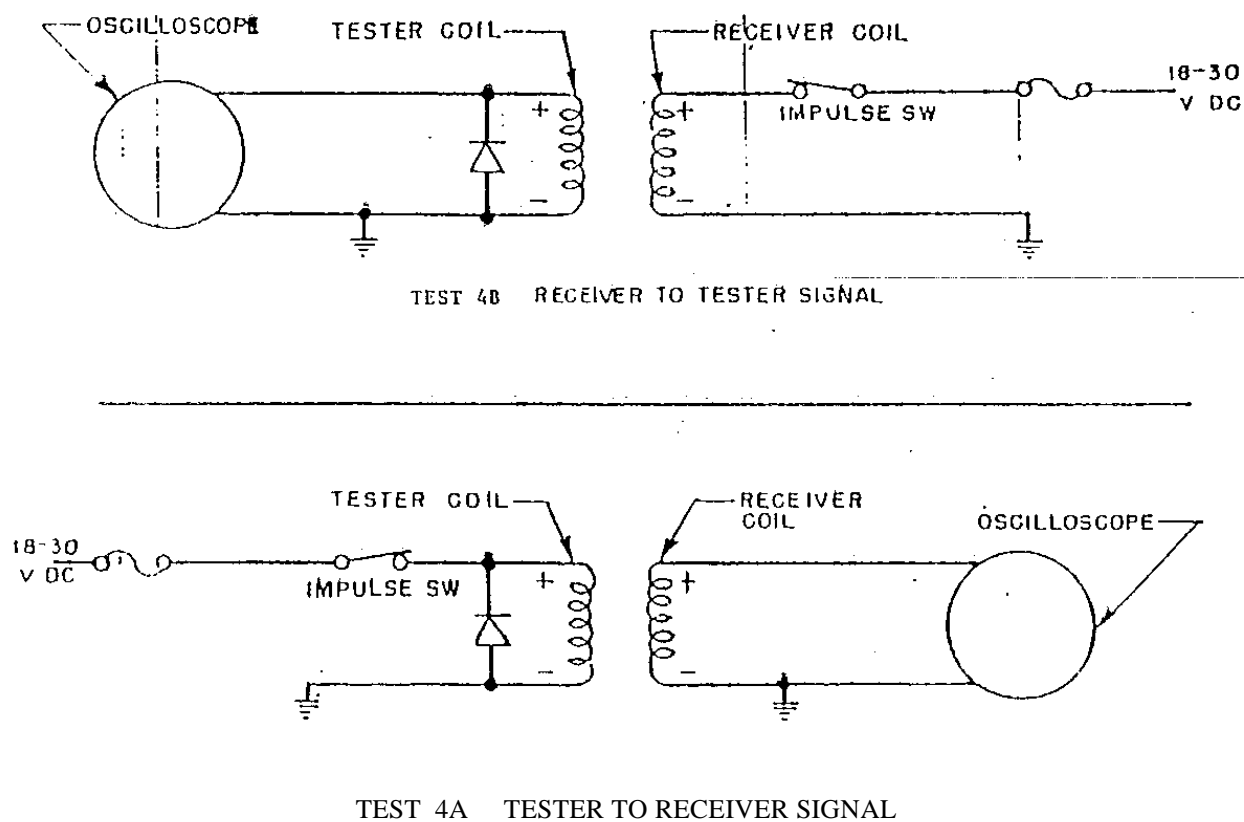 OSCILLOSCOPE
TESTER COIL
RECEIVER COIL
18-30
V DC
+
+
IMPULSE SW
-
-
TEST 4B RECEIVER TO TESTER SIGNAL
TESTER COIL
RECEIVER
COIL
OSCILLOSCOPE
18-30
V DC
+
+
IMPULSE SW
-
-
TEST 4A TESTER TO RECEIVER SIGNAL